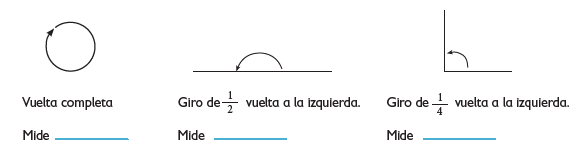 Vuelta completa
Giro de 1/2 vuelta a la izquierda.
Giro de 1/4 vuelta a la izquierda.
Mide
Mide
Mide